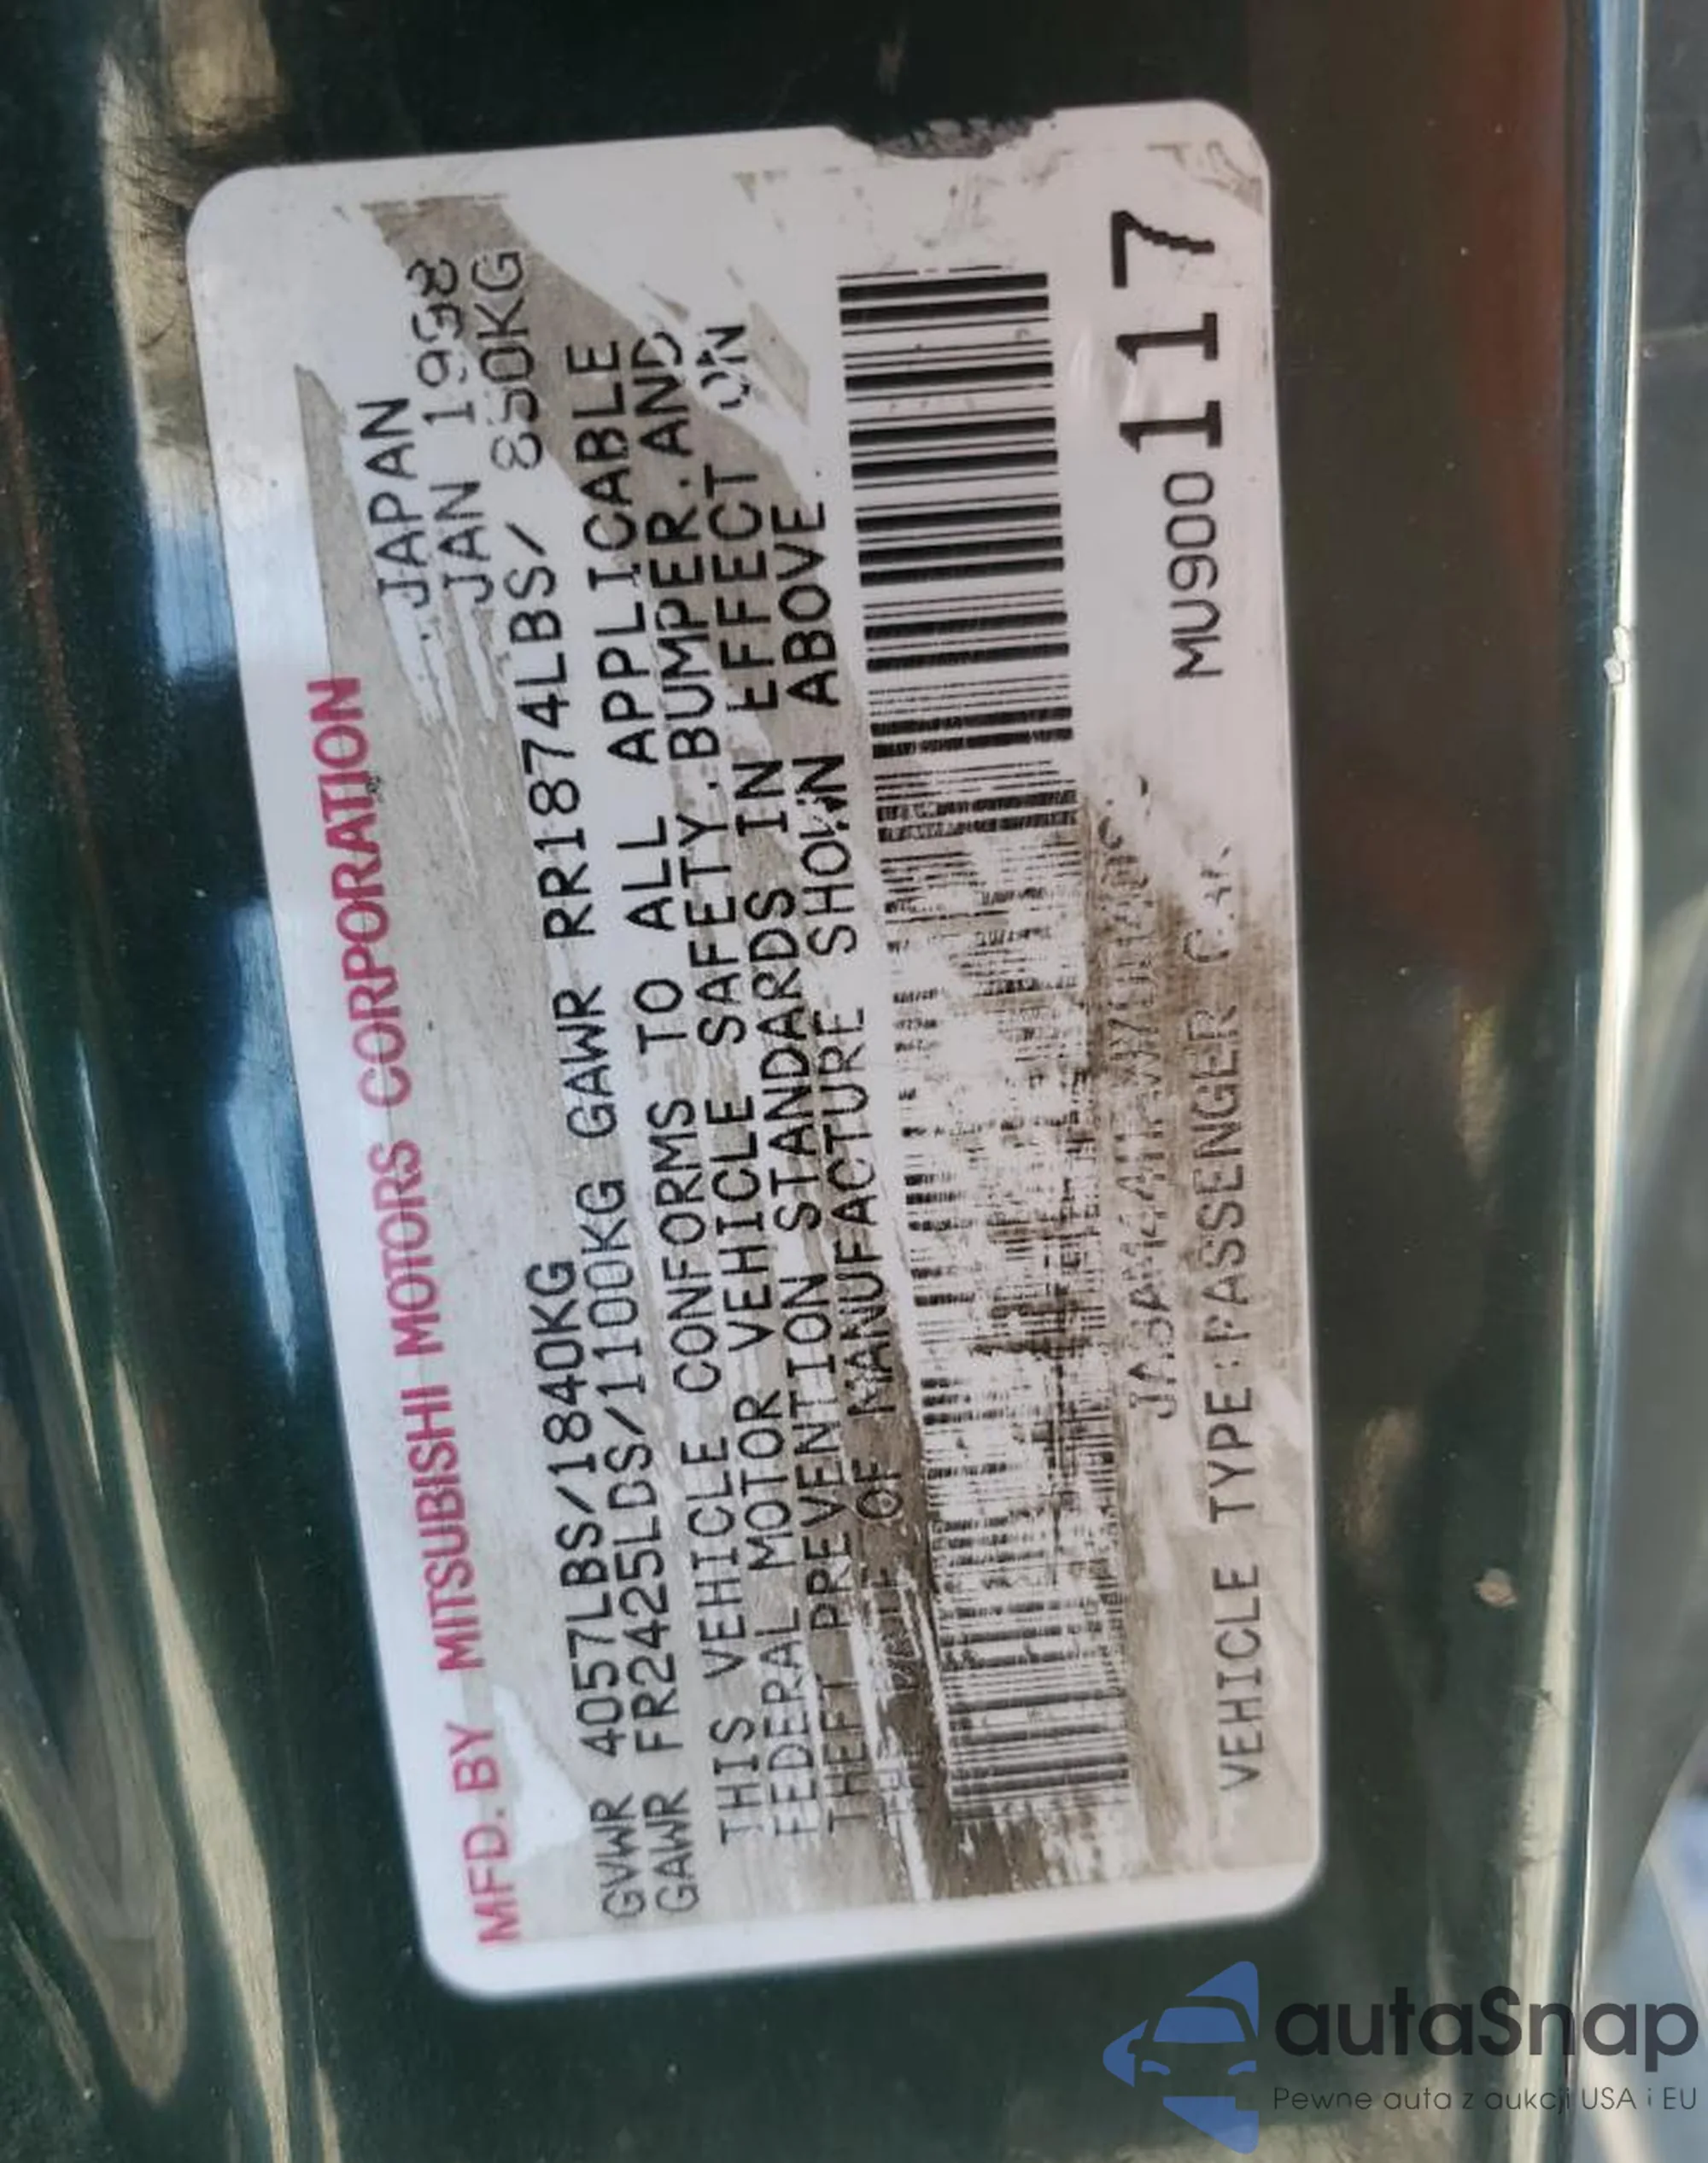 MFD. BY MITSUBISHI MOTORS CORPORATION
JAPAN
JAN 1998
GVWR 4057LBS/1840KG
GAWR FR2425LBS/1100KG GAWR RR1874LBS/ 850KG
THIS VEHICLE CONFORMS TO ALL APPLICABLE
FEDERAL MOTOR VEHICLE SAFETY.BUMPER.AND
THEFT PREVENTION STANDARDS IN EFFECT ON
THE DATE OF MANUFACTURE SHOWN ABOVE
VEHICLE TYPE:PASSENGER CAR
MU900117
autaSnap
Pewne auta z aukcji USA i EU